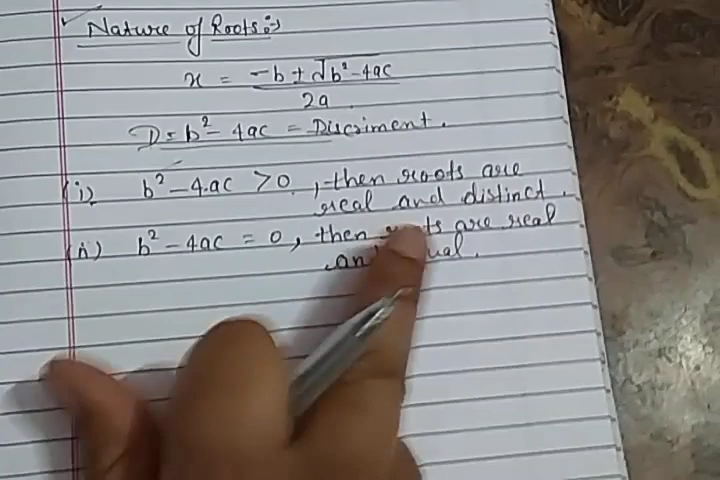 Nature of Roots:-)
x = -b ± √b² - 4ac
2a
D = b² - 4ac = Discriment.
(i) b² - 4ac > 0, then roots are
real and distinct.
(ii) b² - 4ac = 0, then are real